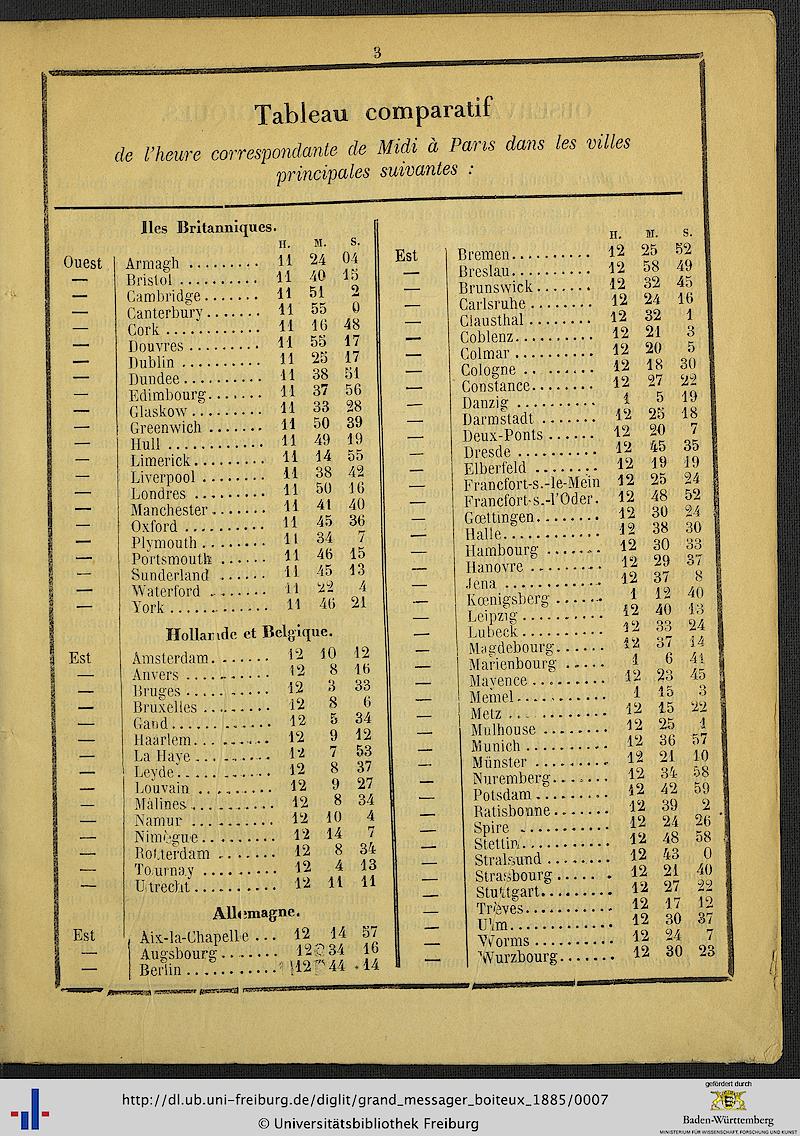 3
Tableau comparatif
de l'heure correspondante de Midi à Paris dans les villes
principales suivantes :
Iles Britanniques.
H. M. S.
Ouest Armagh ......... 11 24 04
— Bristol .......... 11 40 15
— Cambridge....... 11 51 2
— Canterbury....... 11 55 0
— Cork ............ 11 16 48
— Douvres ......... 11 55 17
— Dublin .......... 11 25 17
— Dundee.......... 11 38 51
— Edimbourg....... 11 37 56
— Glaskow......... 11 33 28
— Greenwich ....... 11 50 39
— Hull ............ 11 49 19
— Limerick......... 11 14 55
— Liverpool ........ 11 38 42
— Londres ......... 11 50 16
— Manchester....... 11 41 40
— Oxford .......... 11 45 36
— Plymouth ........ 11 34 7
— Portsmouth ...... 11 46 15
— Sunderland ...... 11 45 13
— Waterford ....... 11 22 4
— York ............ 11 46 21
Hollande et Belgique.
Est Amsterdam....... 12 10 12
— Anvers .......... 12 8 16
— Bruges .......... 12 3 33
— Bruxelles ........ 12 8 6
— Gand............ 12 5 34
— Haarlem......... 12 9 12
— La Haye ......... 12 7 53
— Leyde........... 12 8 37
— Louvain ......... 12 9 27
— Malines.......... 12 8 34
— Namur .......... 12 10 4
— Nimègue......... 12 14 7
— Rotterdam ....... 12 8 34
— Tournay ......... 12 4 13
— Utrecht.......... 12 11 11
Allemagne.
Est Aix-la-Chapelle ... 12 14 57
— Augsbourg....... 12 34 16
— Berlin ........... 12 44 14
H. M. S.
Est Bremen.......... 12 25 52
— Breslau.......... 12 58 49
— Brunswick....... 12 32 45
— Carlsruhe ........ 12 24 16
— Clausthal ........ 12 32 1
— Coblenz.......... 12 21 3
— Colmar .......... 12 20 5
— Cologne ......... 12 18 30
— Constance........ 12 27 22
— Danzig .......... 1 5 19
— Darmstadt ....... 12 25 18
— Deux-Ponts ...... 12 20 7
— Dresde .......... 12 45 35
— Elberfeld ........ 12 19 19
— Francfort-s.-le-Mein 12 25 24
— Francfort-s.-l'Oder. 12 48 52
— Gœttingen........ 12 30 24
— Halle............ 12 38 30
— Hambourg ....... 12 30 33
— Hanovre ......... 12 29 37
— Jena ............ 12 37 8
— Kœnigsberg ...... 1 12 40
— Leipzig.......... 12 40 13
— Lubeck.......... 12 33 24
— Magdebourg...... 12 37 14
— Marienbourg ..... 1 6 41
— Mayence ......... 12 23 45
— Memel........... 1 15 3
— Metz ........... 12 15 22
— Mulhouse ........ 12 25 1
— Munich .......... 12 36 57
— Münster ......... 12 21 10
— Nuremberg....... 12 34 58
— Potsdam......... 12 42 59
— Ratisbonne....... 12 39 2
— Spire ........... 12 24 26
— Stettin........... 12 48 58
— Stralsund ........ 12 43 0
— Strasbourg ...... 12 21 40
— Stuttgart......... 12 27 22
— Trèves........... 12 17 12
— Ulm............. 12 30 37
— Worms .......... 12 24 7
— Wurzbourg....... 12 30 23
http://dl.ub.uni-freiburg.de/diglit/grand_messager_boiteux_1885/0007
© Universitätsbibliothek Freiburg
gefördert durch
Baden-Württemberg
MINISTERIUM FÜR WISSENSCHAFT, FORSCHUNG UND KUNST